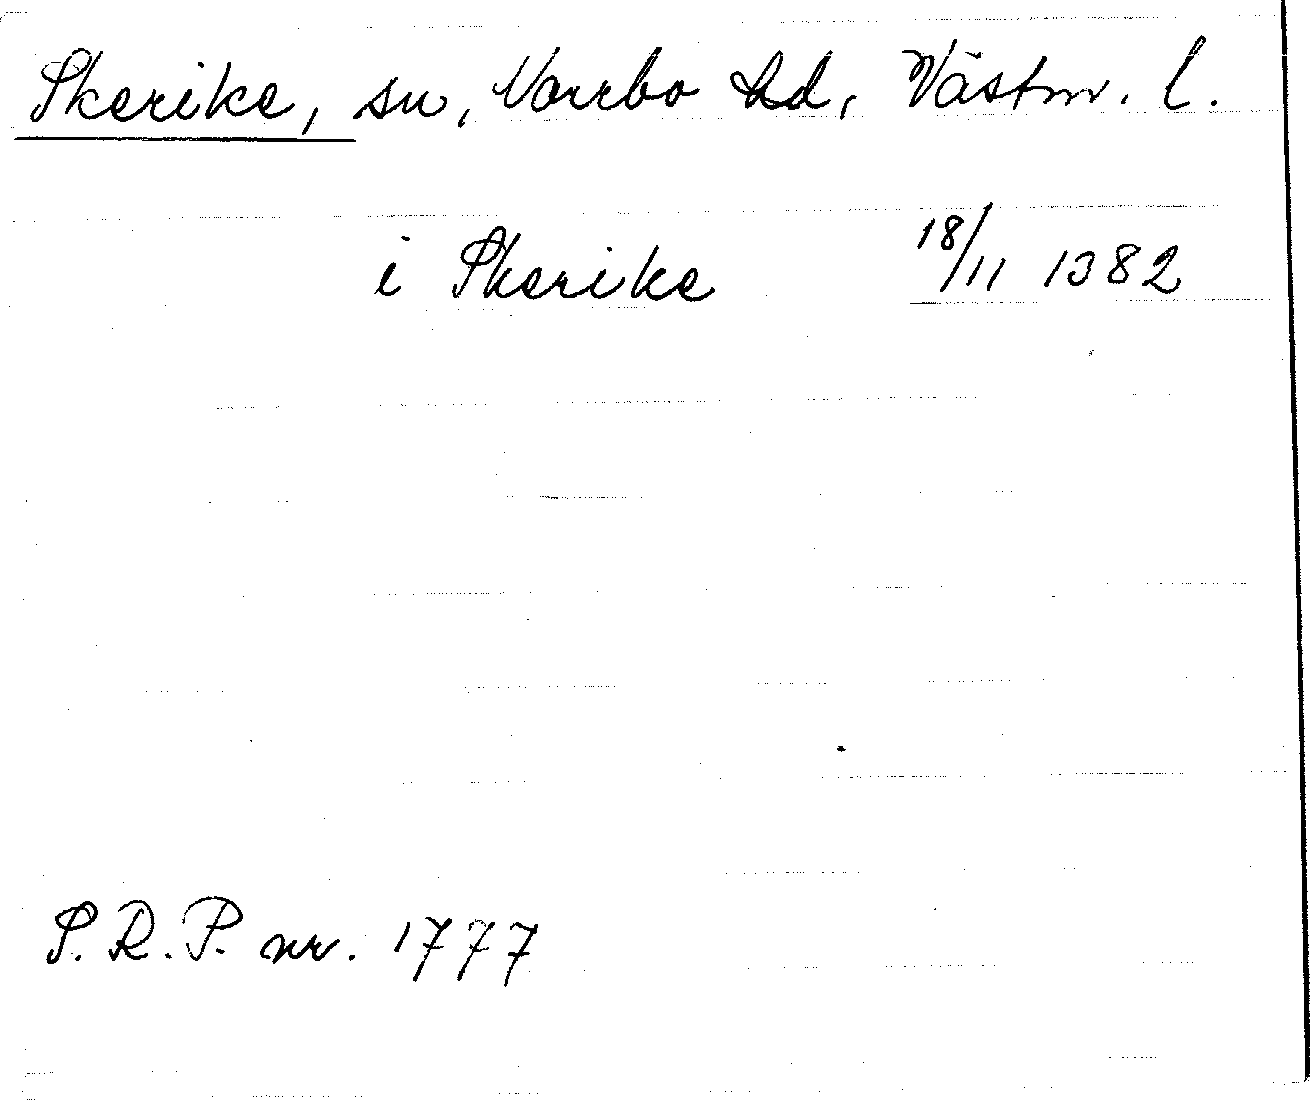 Skerike, sn, Norrbo hd, Västm. l.
i Skerike 18/11 1382
S.R.P. nr. 1777